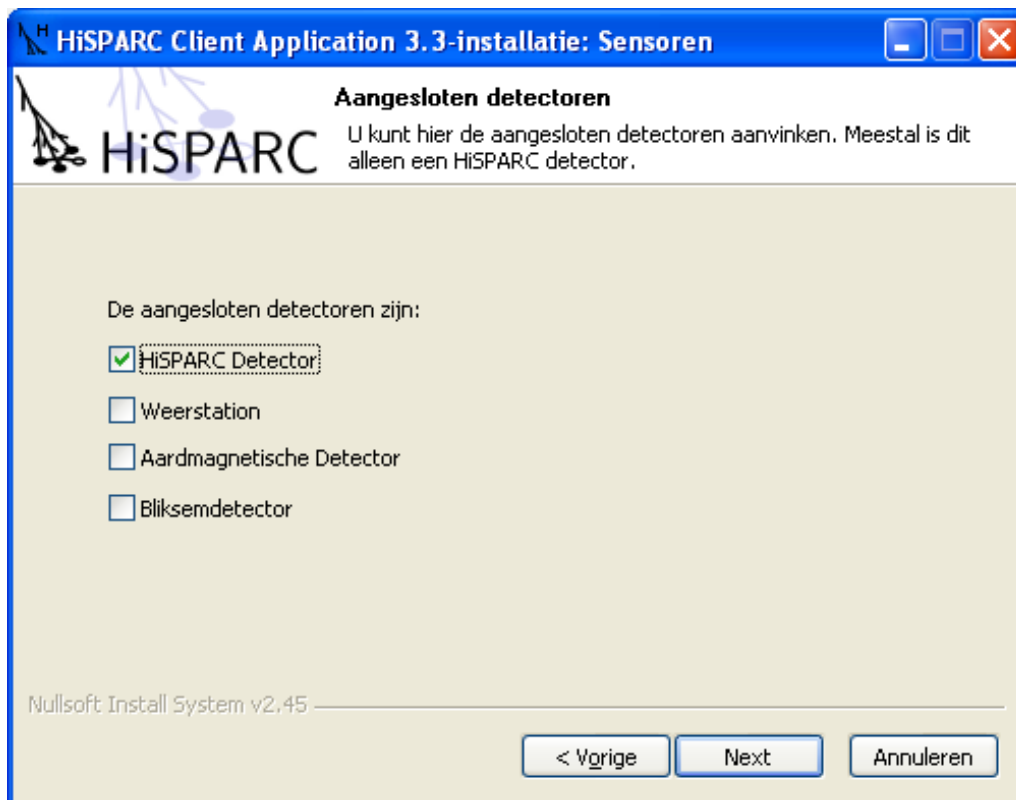 HiSPARC Client Application 3.3-installatie: Sensoren
HiSPARC
Aangesloten detectoren
U kunt hier de aangesloten detectoren aanvinken. Meestal is dit
alleen een HiSPARC detector.
De aangesloten detectoren zijn:
HiSPARC Detector
Weerstation
Aardmagnetische Detector
Bliksemdetector
Nullsoft Install System v2.45
< Vorige
Next
Annuleren